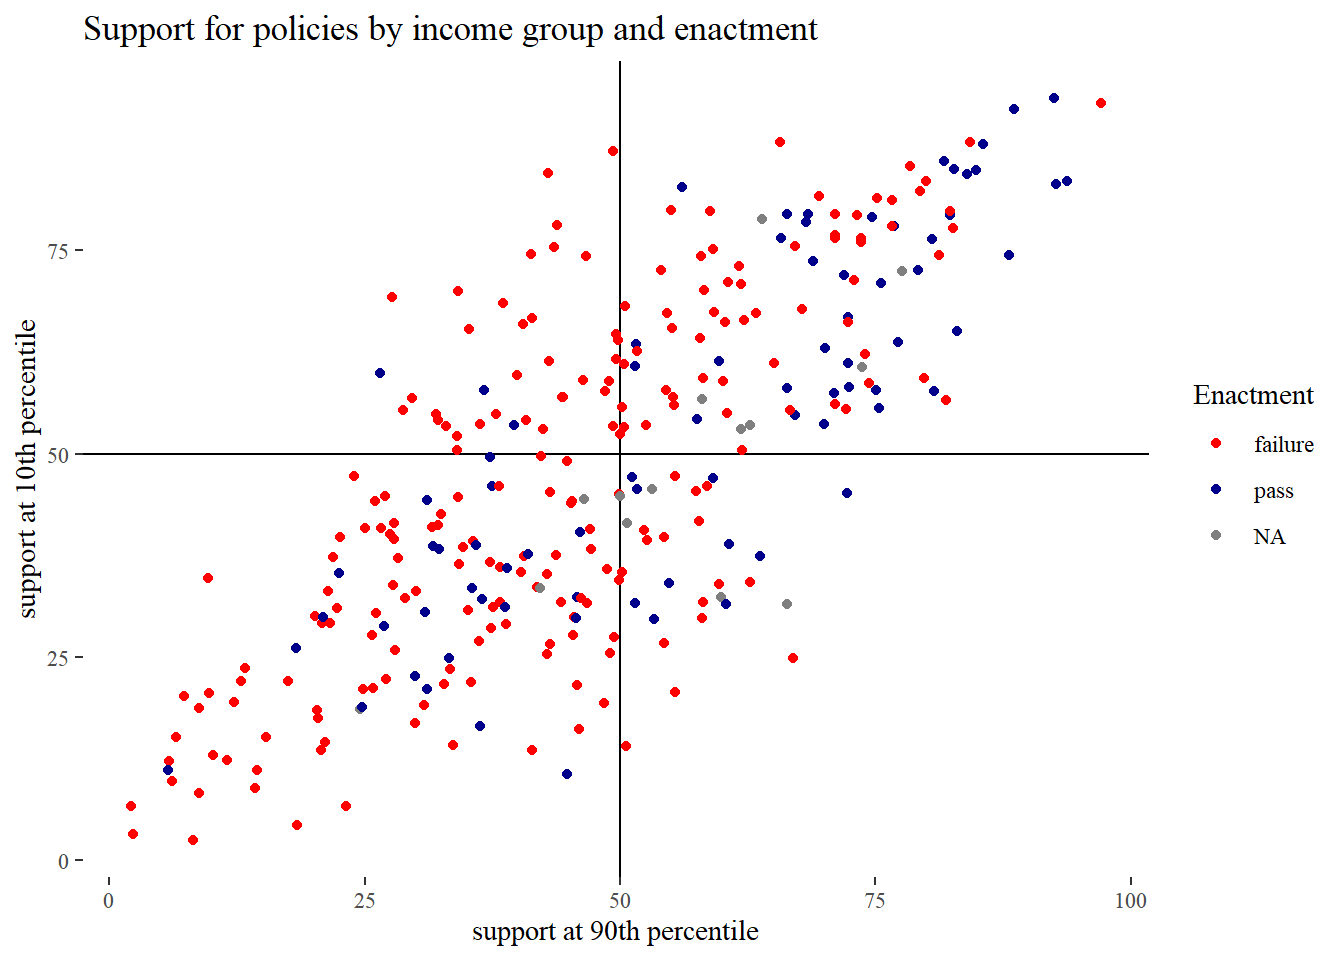 Support for policies by income group and enactment
support at 10th percentile
75
50
25
0
0 25 50 75 100
support at 90th percentile
Enactment
failure
pass
NA